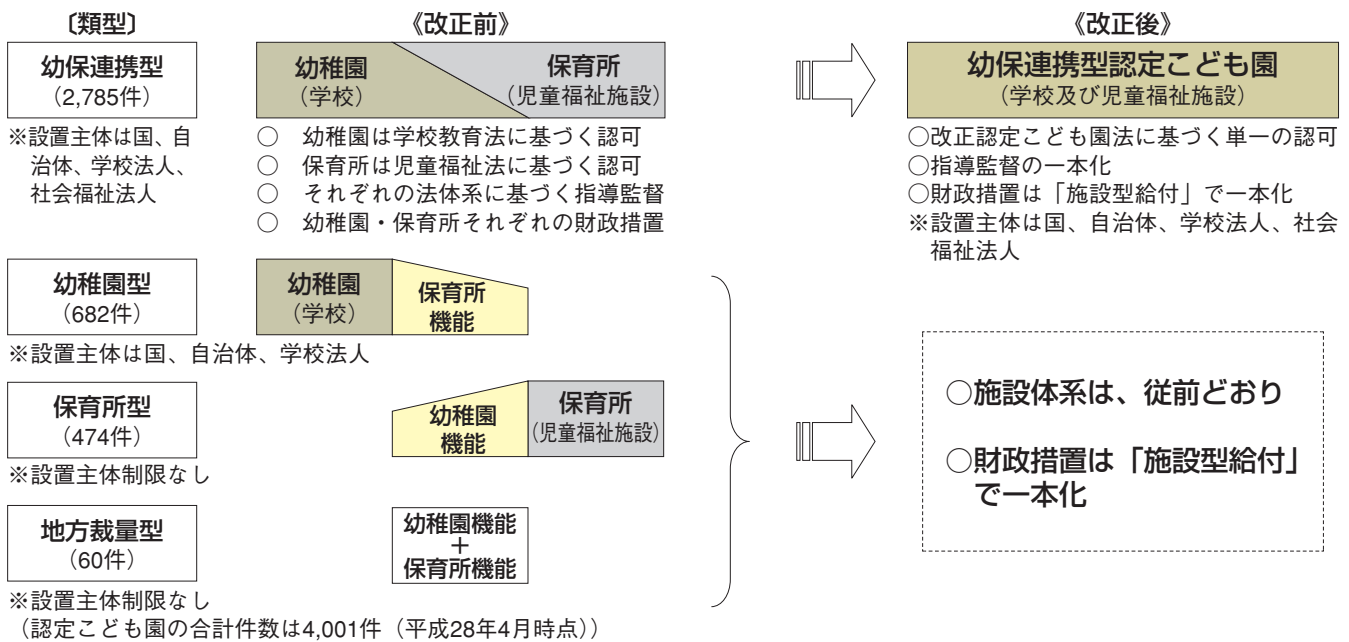 〔類型〕
《改正前》
《改正後》
幼保連携型
（2,785件）
※設置主体は国、自
治体、学校法人、
社会福祉法人
幼稚園
（学校）
保育所
（児童福祉施設）
○　幼稚園は学校教育法に基づく認可
○　保育所は児童福祉法に基づく認可
○　それぞれの法体系に基づく指導監督
○　幼稚園・保育所それぞれの財政措置
幼保連携型認定こども園
（学校及び児童福祉施設）
○改正認定こども園法に基づく単一の認可
○指導監督の一本化
○財政措置は「施設型給付」で一本化
※設置主体は国、自治体、学校法人、社会
福祉法人
幼稚園型
（682件）
※設置主体は国、自治体、学校法人
幼稚園
（学校）
保育所
機能
保育所型
（474件）
※設置主体制限なし
幼稚園
機能
保育所
（児童福祉施設）
地方裁量型
（60件）
※設置主体制限なし
幼稚園機能
＋
保育所機能
○施設体系は、従前どおり
○財政措置は「施設型給付」
で一本化
（認定こども園の合計件数は4,001件（平成28年4月時点））